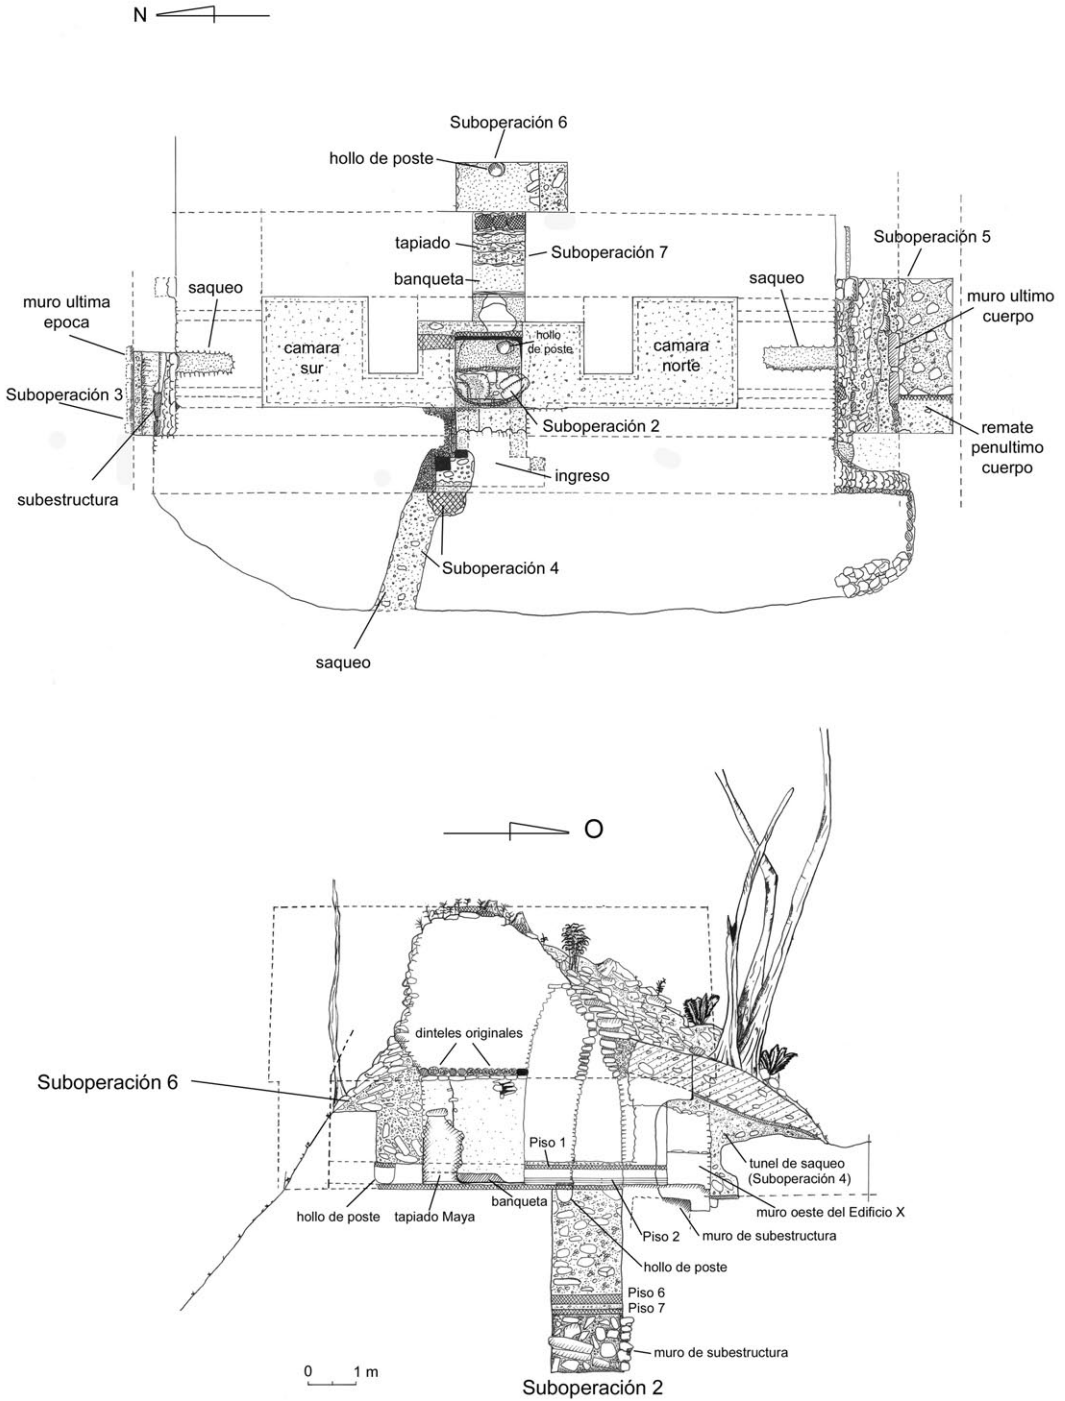 N
Suboperación 6
hollo de poste
tapiado
Suboperación 7
banqueta
Suboperación 5
saqueo
saqueo
muro ultima
epoca
muro ultimo
cuerpo
camara
sur
hollo
de poste
camara
norte
Suboperación 3
Suboperación 2
remate
penultimo
cuerpo
ingreso
subestructura
Suboperación 4
saqueo
O
dinteles originales
Suboperación 6
Piso 1
tunel de saqueo
(Suboperación 4)
banqueta
muro oeste del Edificio X
hollo de poste
tapiado Maya
Piso 2
muro de subestructura
hollo de poste
Piso 6
Piso 7
muro de subestructura
0 1 m
Suboperación 2